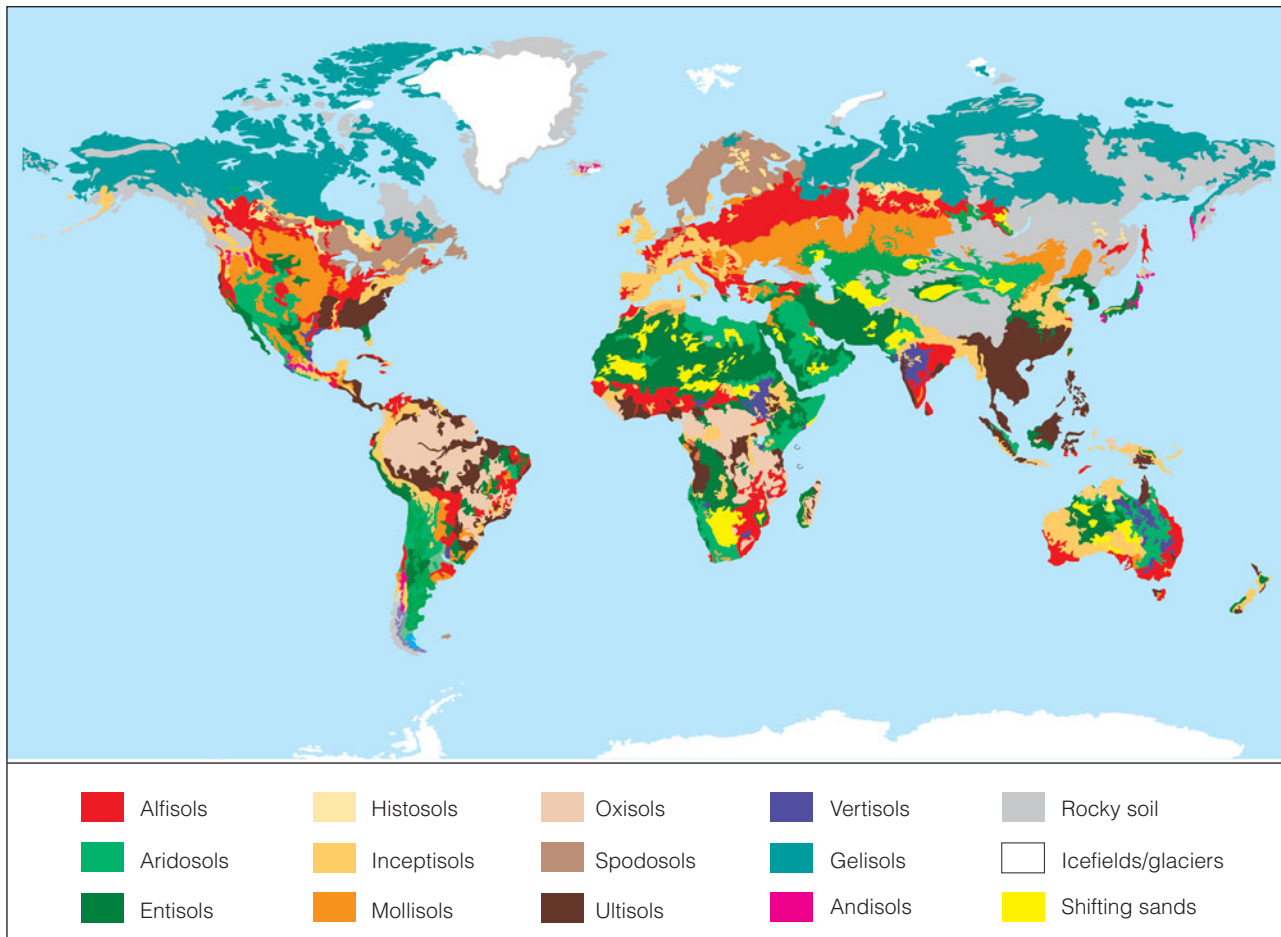 Alfisols
Histosols
Oxisols
Vertisols
Rocky soil
Aridosols
Inceptisols
Spodosols
Gelisols
Icefields/glaciers
Entisols
Mollisols
Ultisols
Andisols
Shifting sands